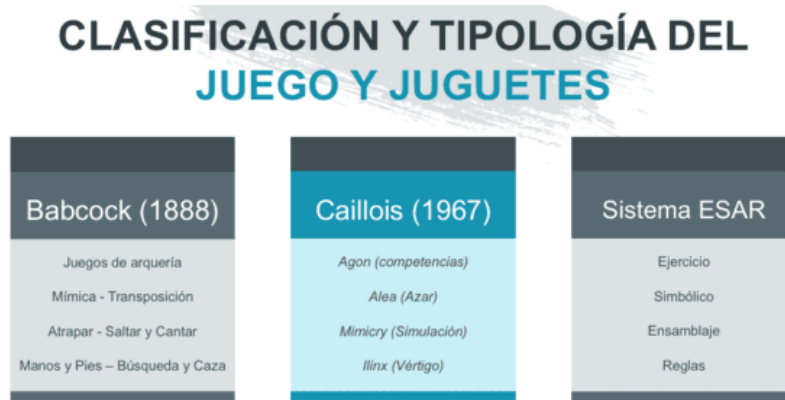 CLASIFICACIÓN Y TIPOLOGÍA DEL
JUEGO Y JUGUETES
Babcock (1888)
Juegos de arquería
Mímica - Transposición
Atrapar - Saltar y Cantar
Manos y Pies – Búsqueda y Caza
Caillois (1967)
Agon (competencias)
Alea (Azar)
Mimicry (Simulación)
Ilinx (Vértigo)
Sistema ESAR
Ejercicio
Simbólico
Ensamblaje
Reglas